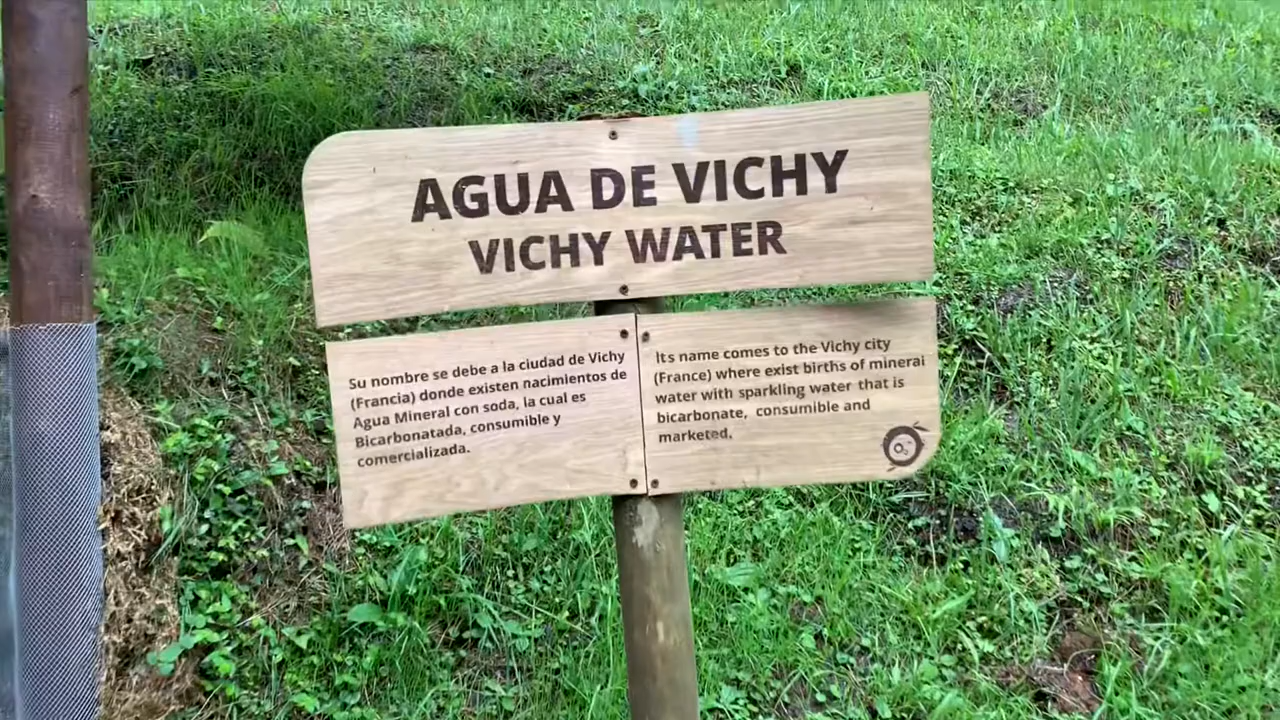 AGUA DE VICHY
VICHY WATER
Su nombre se debe a la ciudad de Vichy
(Francia) donde existen nacimientos de
Agua Mineral con soda, la cual es
Bicarbonatada, consumible y
comercializada.
Its name comes to the Vichy city
(France) where exist births of minerai
water with sparkling water that is
bicarbonate, consumible and
marketed.